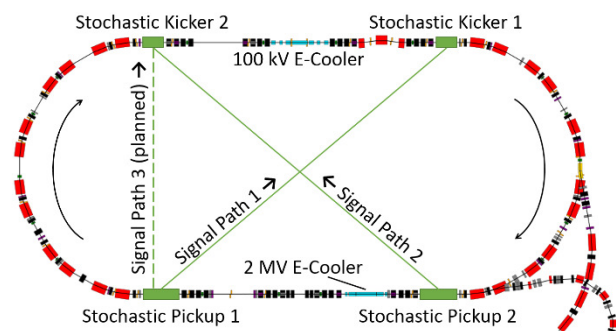 Stochastic Kicker 2
Stochastic Kicker 1
100 kV E-Cooler
Signal Path 3 (planned)
Signal Path 1
Signal Path 2
2 MV E-Cooler
Stochastic Pickup 1
Stochastic Pickup 2